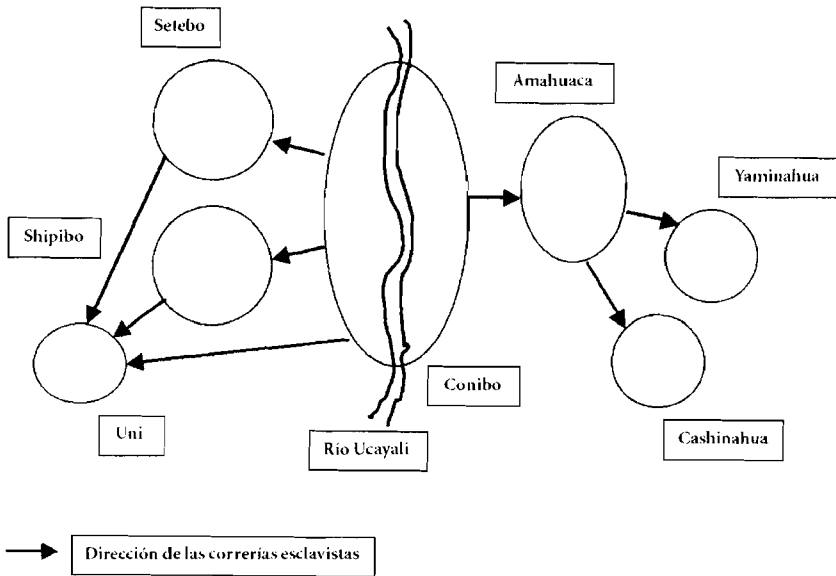 Setebo
Amahuaca
Yaminahua
Shipibo
Conibo
Uni
Río Ucayali
Cashinahua
Dirección de las correrías esclavistas